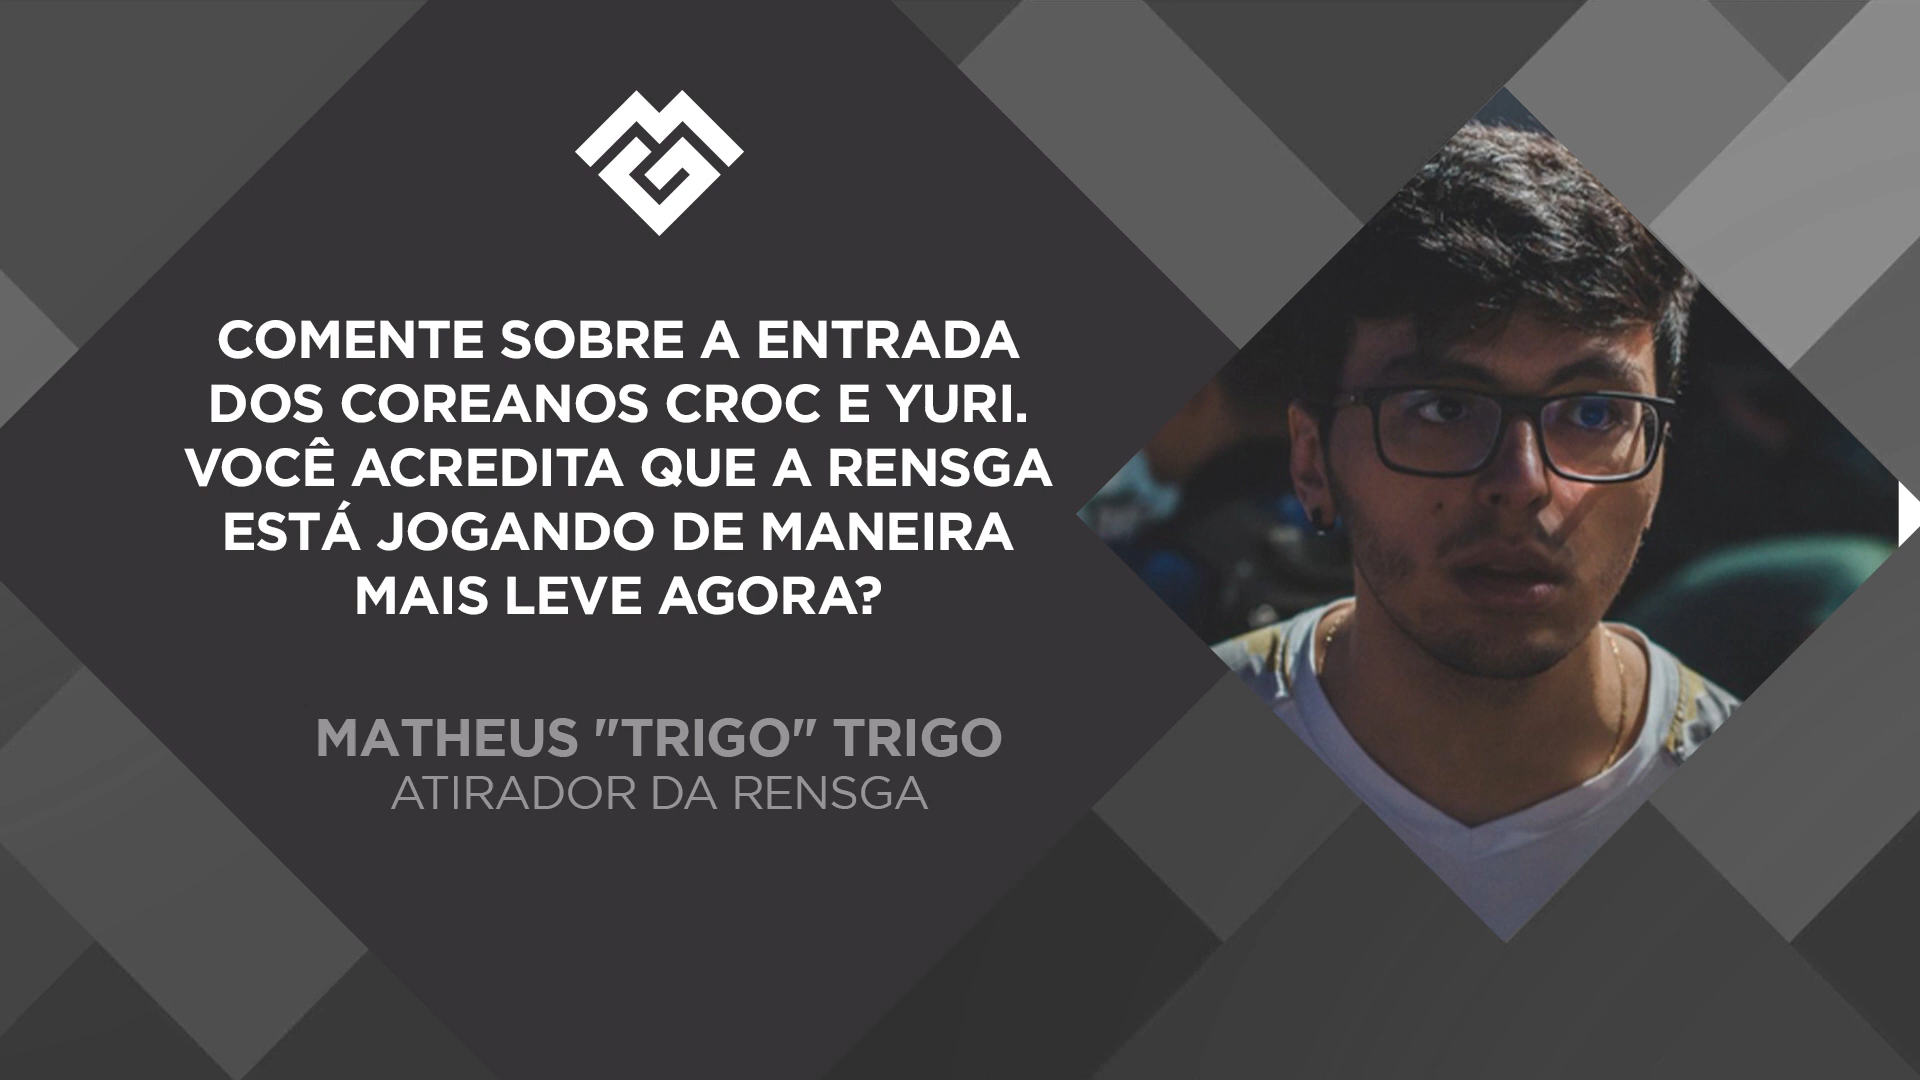 COMENTE SOBRE A ENTRADA
DOS COREANOS CROC E YURI.
VOCÊ ACREDITA QUE A RENSGA
ESTÁ JOGANDO DE MANEIRA
MAIS LEVE AGORA?
MATHEUS "TRIGO" TRIGO
ATIRADOR DA RENSGA